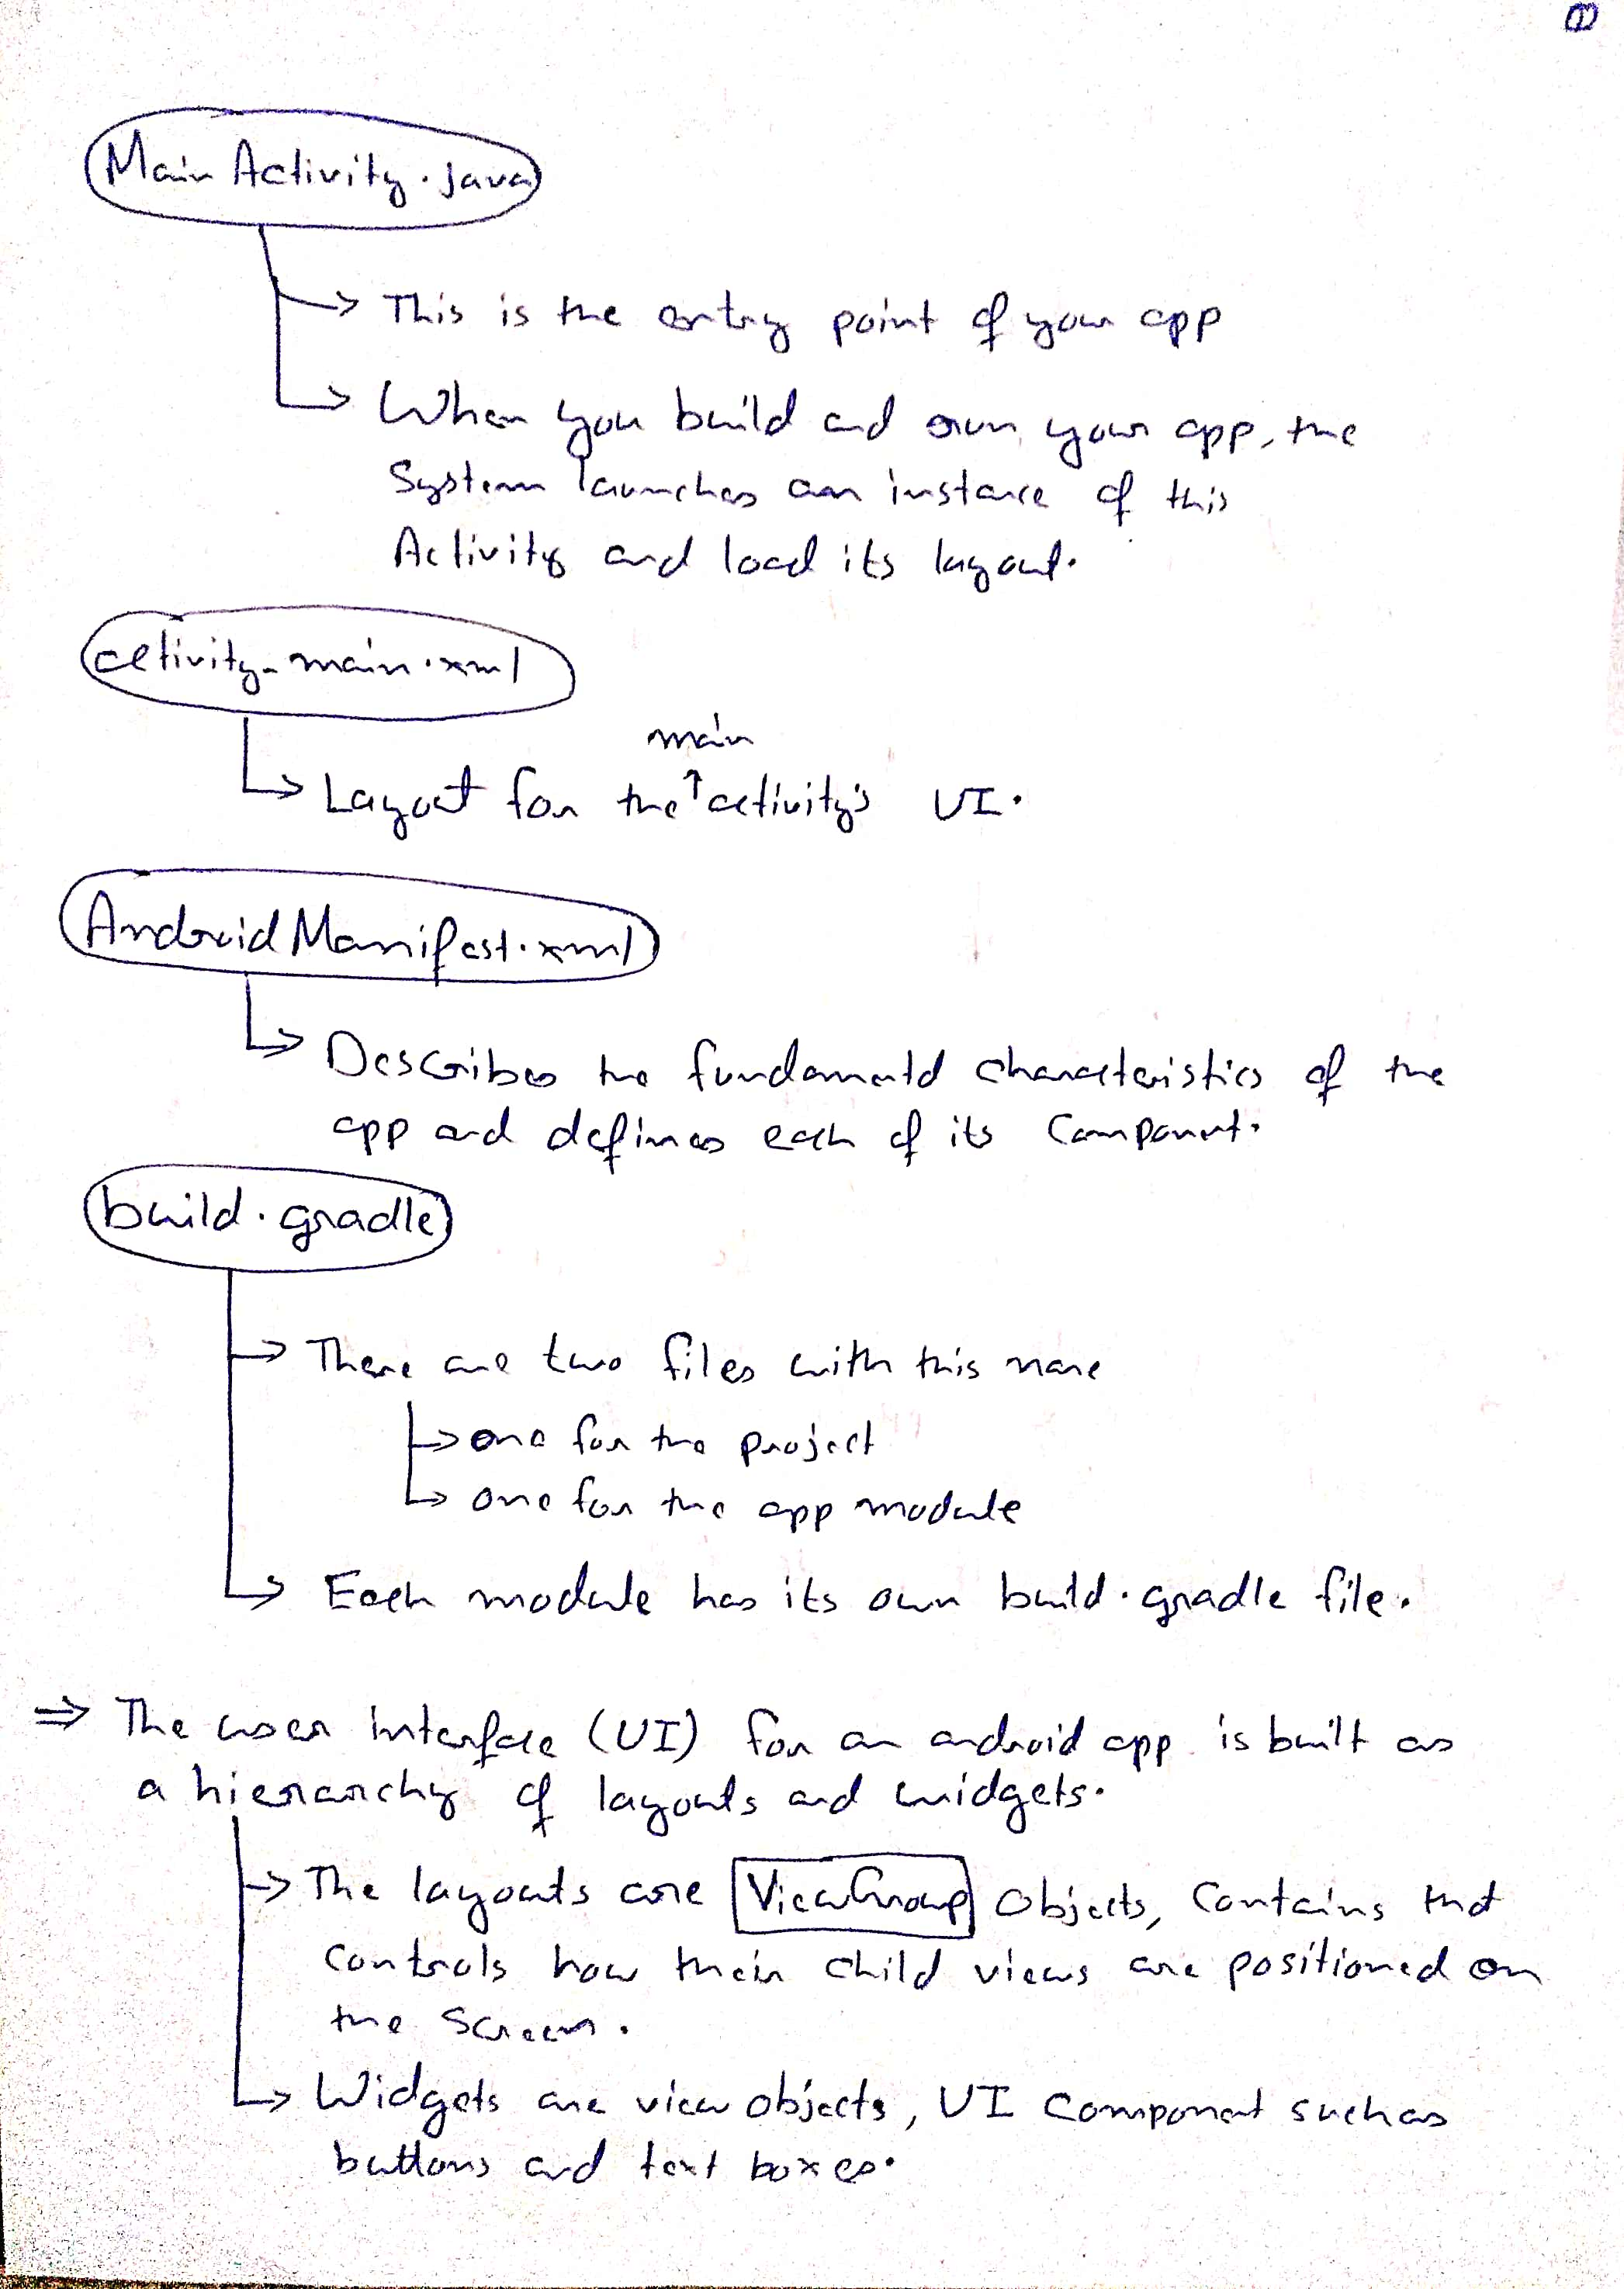 ①
MainActivity.java
→ This is the entry point of your app
→ When you build and run your app, the
System launches an instance of this
Activity and load its layout.
activity_main.xml
main
→ Layout for the ↑ activity's UI.
AndroidManifest.xml
→ Describes the fundamental characteristics of the
app and defines each of its Component.
build.gradle
→ There are two files with this name
→ one for the project
→ one for the app module
→ Each module has its own build.gradle file.
⇒ The user interface (UI) for an android app is built as
a hierarchy of layouts and widgets.
→ The layouts are ViewGroup Objects, Contains that
controls how their child views are positioned on
the Screen.
→ Widgets are view objects, UI Component such as
buttons and text boxes.